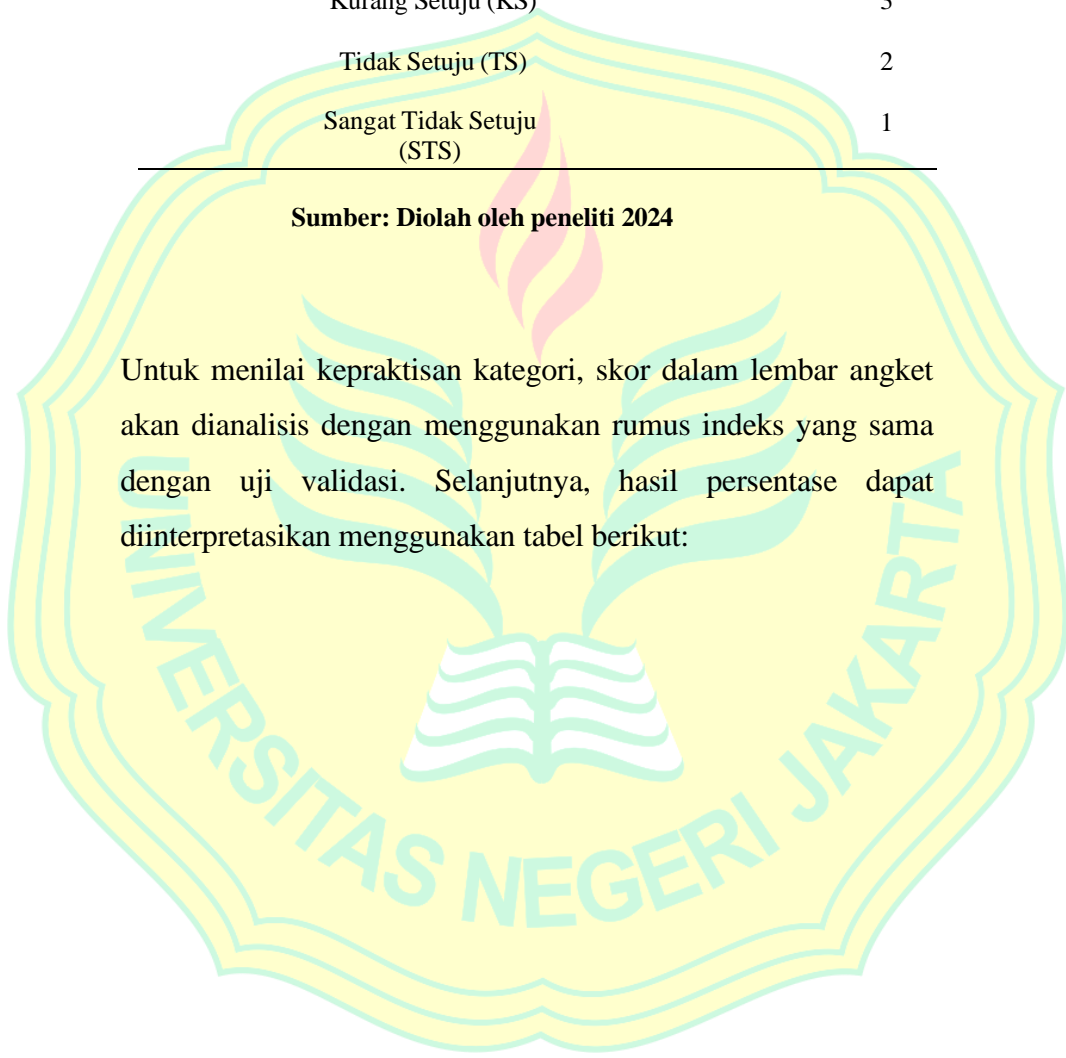 Kurang Setuju (KS) 3
Tidak Setuju (TS) 2
Sangat Tidak Setuju 1
(STS)
Sumber: Diolah oleh peneliti 2024
Untuk menilai kepraktisan kategori, skor dalam lembar angket
akan dianalisis dengan menggunakan rumus indeks yang sama
dengan uji validasi. Selanjutnya, hasil persentase dapat
diinterpretasikan menggunakan tabel berikut:
UNIVERSITAS NEGERI JAKARTA